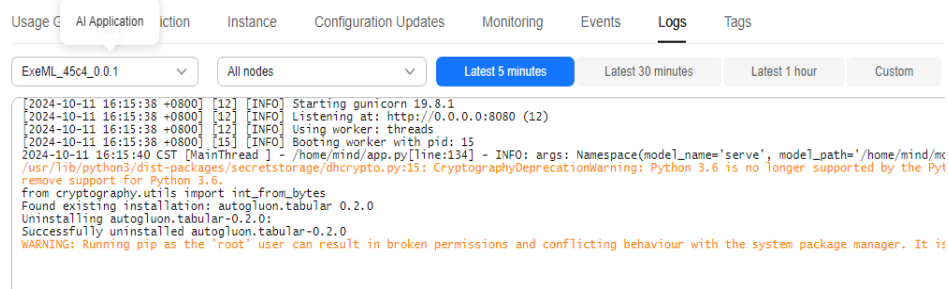 Usage G
AI Application
iction
Instance
Configuration Updates
Monitoring
Events
Logs
Tags
ExeML_45c4_0.0.1
All nodes
Latest 5 minutes
Latest 30 minutes
Latest 1 hour
Custom
[2024-10-11 16:15:38 +0800] [12] [INFO] Starting gunicorn 19.8.1
[2024-10-11 16:15:38 +0800] [12] [INFO] Listening at: http://0.0.0.0:8080 (12)
[2024-10-11 16:15:38 +0800] [12] [INFO] Using worker: threads
[2024-10-11 16:15:38 +0800] [15] [INFO] Booting worker with pid: 15
2024-10-11 16:15:40 CST [MainThread ] - /home/mind/app.py[line:134] - INFO: args: Namespace(model_name='serve', model_path='/home/mind/mo
/usr/lib/python3/dist-packages/secretstorage/dhcrypto.py:15: CryptographyDeprecationWarning: Python 3.6 is no longer supported by the Pyt
remove support for Python 3.6.
from cryptography.utils import int_from_bytes
Found existing installation: autogluon.tabular 0.2.0
Uninstalling autogluon.tabular-0.2.0:
Successfully uninstalled autogluon.tabular-0.2.0
WARNING: Running pip as the 'root' user can result in broken permissions and conflicting behaviour with the system package manager. It is